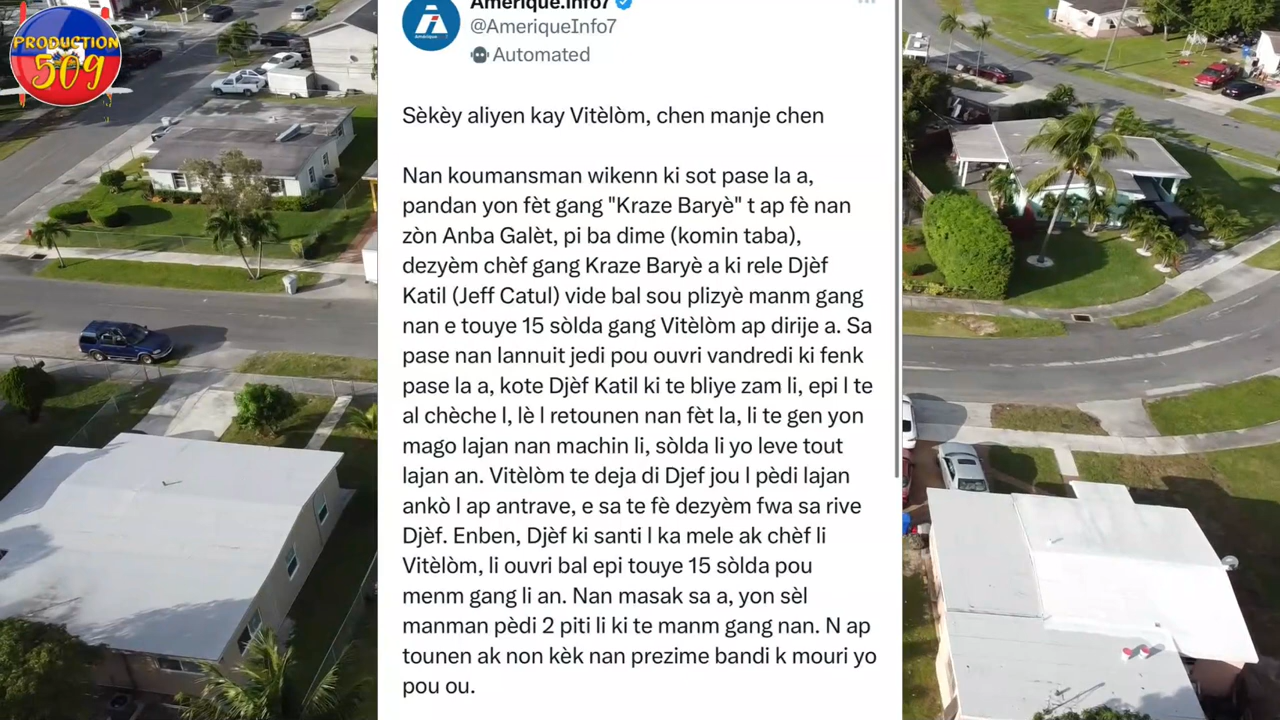 PRODUCTION
509
Amerique.Info7
@AmeriqueInfo7
Automated
Sèkèy aliyen kay Vitèlòm, chen manje chen
Nan koumansman wikenn ki sot pase la a,
pandan yon fèt gang "Kraze Baryè" t ap fè nan
zòn Anba Galèt, pi ba dime (komin taba),
dezyèm chèf gang Kraze Baryè a ki rele Djèf
Katil (Jeff Catul) vide bal sou plizyè manm gang
nan e touye 15 sòlda gang Vitèlòm ap dirije a. Sa
pase nan lannuit jedi pou ouvri vandredi ki fenk
pase la a, kote Djèf Katil ki te bliye zam li, epi l te
al chèche l, lè l retounen nan fèt la, li te gen yon
mago lajan nan machin li, sòlda li yo leve tout
lajan an. Vitèlòm te deja di Djef jou l pèdi lajan
ankò l ap antrave, e sa te fè dezyèm fwa sa rive
Djèf. Enben, Djèf ki santi l ka mele ak chèf li
Vitèlòm, li ouvri bal epi touye 15 sòlda pou
menm gang li an. Nan masak sa a, yon sèl
manman pèdi 2 piti li ki te manm gang nan. N ap
tounen ak non kèk nan prezime bandi k mouri yo
pou ou.